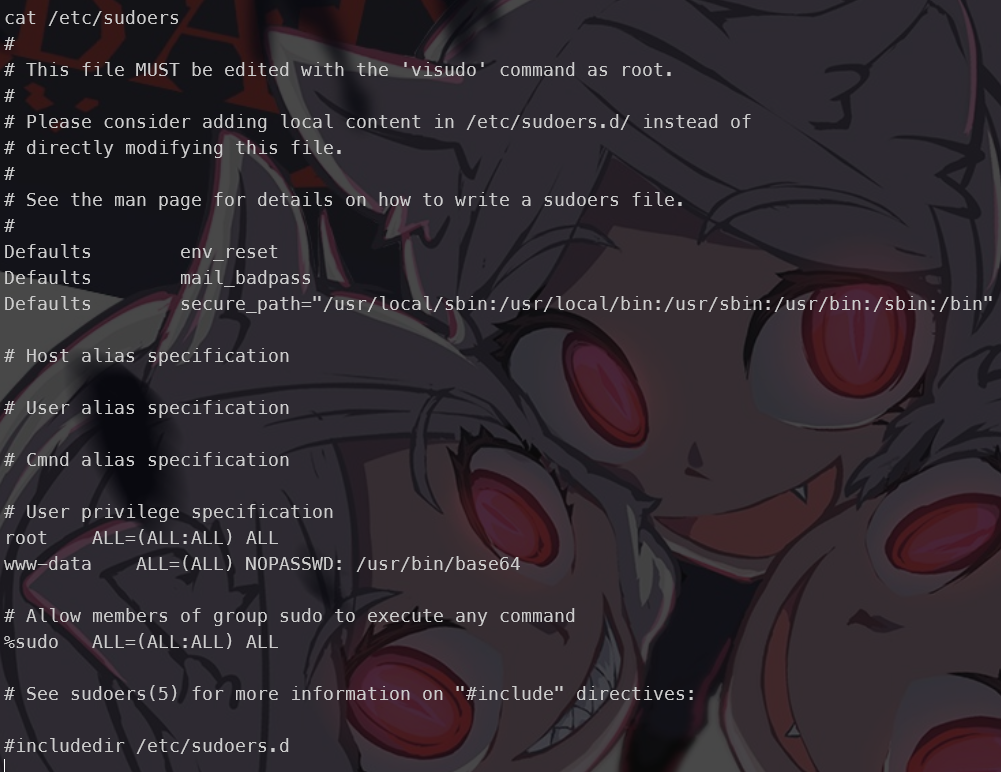 cat /etc/sudoers
#
# This file MUST be edited with the 'visudo' command as root.
#
# Please consider adding local content in /etc/sudoers.d/ instead of
# directly modifying this file.
#
# See the man page for details on how to write a sudoers file.
#
Defaults        env_reset
Defaults        mail_badpass
Defaults        secure_path="/usr/local/sbin:/usr/local/bin:/usr/sbin:/usr/bin:/sbin:/bin"

# Host alias specification

# User alias specification

# Cmnd alias specification

# User privilege specification
root    ALL=(ALL:ALL) ALL
www-data    ALL=(ALL) NOPASSWD: /usr/bin/base64

# Allow members of group sudo to execute any command
%sudo   ALL=(ALL:ALL) ALL

# See sudoers(5) for more information on "#include" directives:

#includedir /etc/sudoers.d